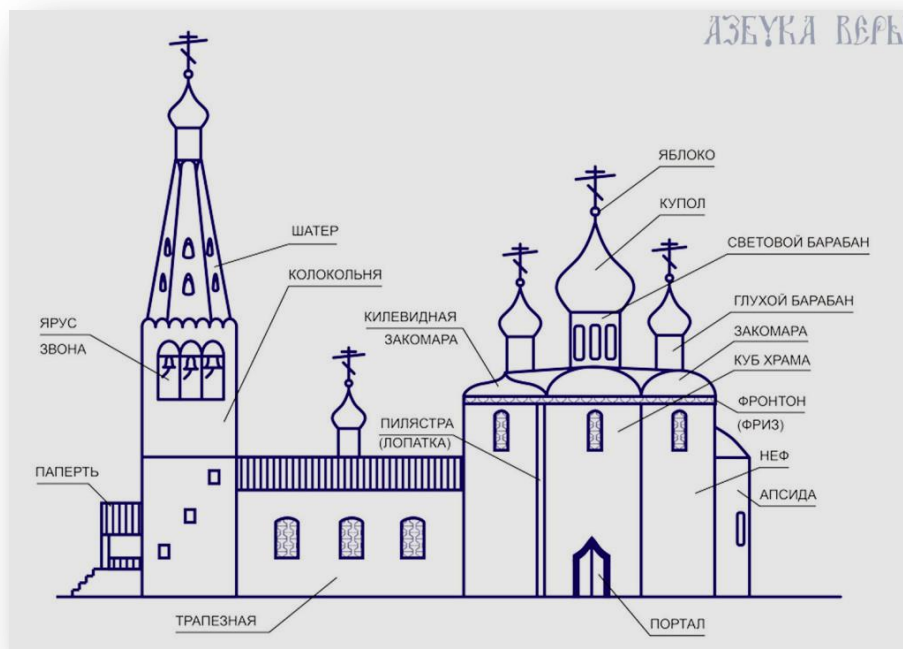 АЗБУКА ВЕРЫ
ЯБЛОКО
КУПОЛ
СВЕТОВОЙ БАРАБАН
ШАТЕР
КОЛОКОЛЬНЯ
ГЛУХОЙ БАРАБАН
ЯРУС
ЗВОНА
КИЛЕВИДНАЯ
ЗАКОМАРА
ЗАКОМАРА
КУБ ХРАМА
ФРОНТОН
(ФРИЗ)
ПИЛЯСТРА
(ЛОПАТКА)
НЕФ
ПАПЕРТЬ
АПСИДА
ТРАПЕЗНАЯ
ПОРТАЛ